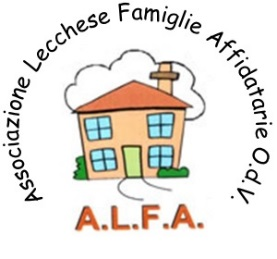 Associazione Lecchese Famiglie Affidatarie O.d.V.
A.L.F.A.